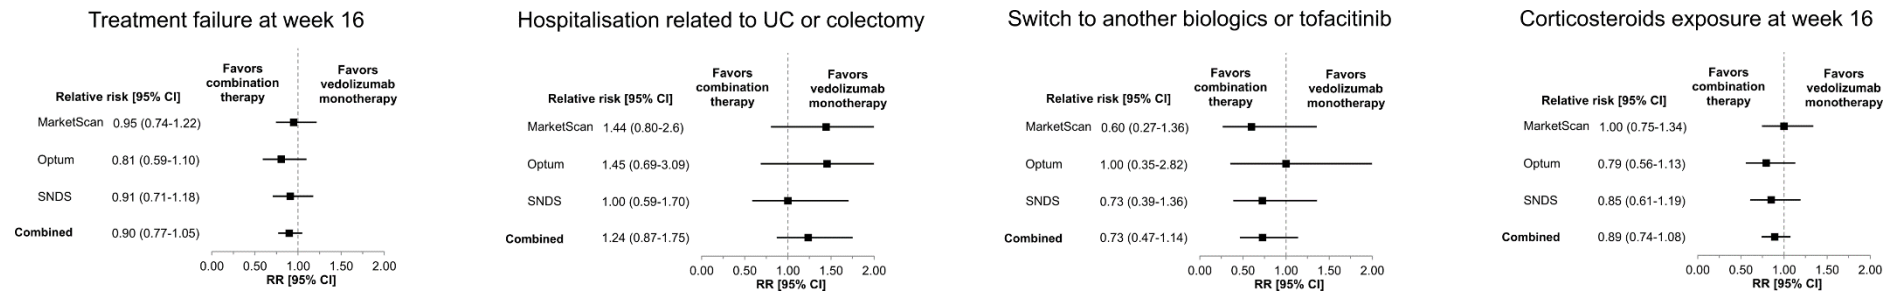 Treatment failure at week 16
Favors
combination
therapy
Favors
vedolizumab
monotherapy
Relative risk [95% CI]
MarketScan 0.95 (0.74-1.22)
Optum 0.81 (0.59-1.10)
SNDS 0.91 (0.71-1.18)
Combined 0.90 (0.77-1.05)
0.00 0.50 1.00 1.50 2.00
RR [95% CI]
Hospitalisation related to UC or colectomy
Favors
combination
therapy
Favors
vedolizumab
monotherapy
Relative risk [95% CI]
MarketScan 1.44 (0.80-2.6)
Optum 1.45 (0.69-3.09)
SNDS 1.00 (0.59-1.70)
Combined 1.24 (0.87-1.75)
0.00 0.50 1.00 1.50 2.00
RR [95% CI]
Switch to another biologics or tofacitinib
Favors
combination
therapy
Favors
vedolizumab
monotherapy
Relative risk [95% CI]
MarketScan 0.60 (0.27-1.36)
Optum 1.00 (0.35-2.82)
SNDS 0.73 (0.39-1.36)
Combined 0.73 (0.47-1.14)
0.00 0.50 1.00 1.50 2.00
RR [95% CI]
Corticosteroids exposure at week 16
Favors
combination
therapy
Favors
vedolizumab
monotherapy
Relative risk [95% CI]
MarketScan 1.00 (0.75-1.34)
Optum 0.79 (0.56-1.13)
SNDS 0.85 (0.61-1.19)
Combined 0.89 (0.74-1.08)
0.00 0.50 1.00 1.50 2.00
RR [95% CI]